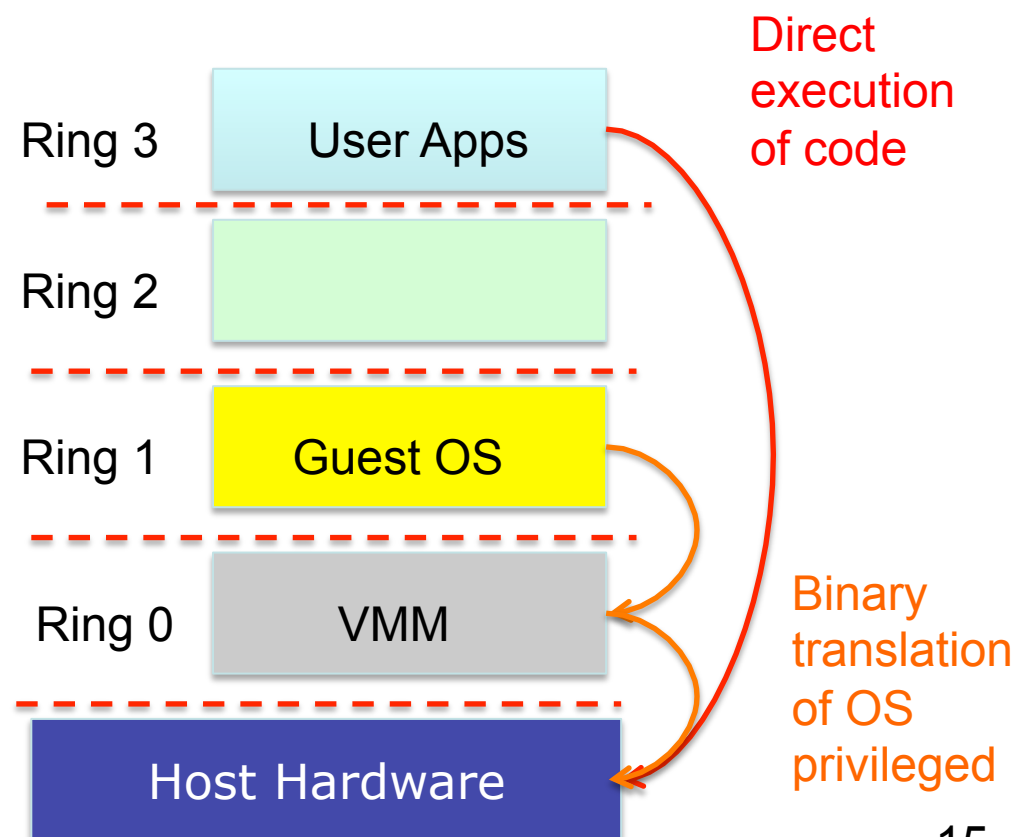 Direct
execution
of code
Ring 3
User Apps
Ring 2
Ring 1
Guest OS
Ring 0
VMM
Binary
translation
of OS
privileged
Host Hardware